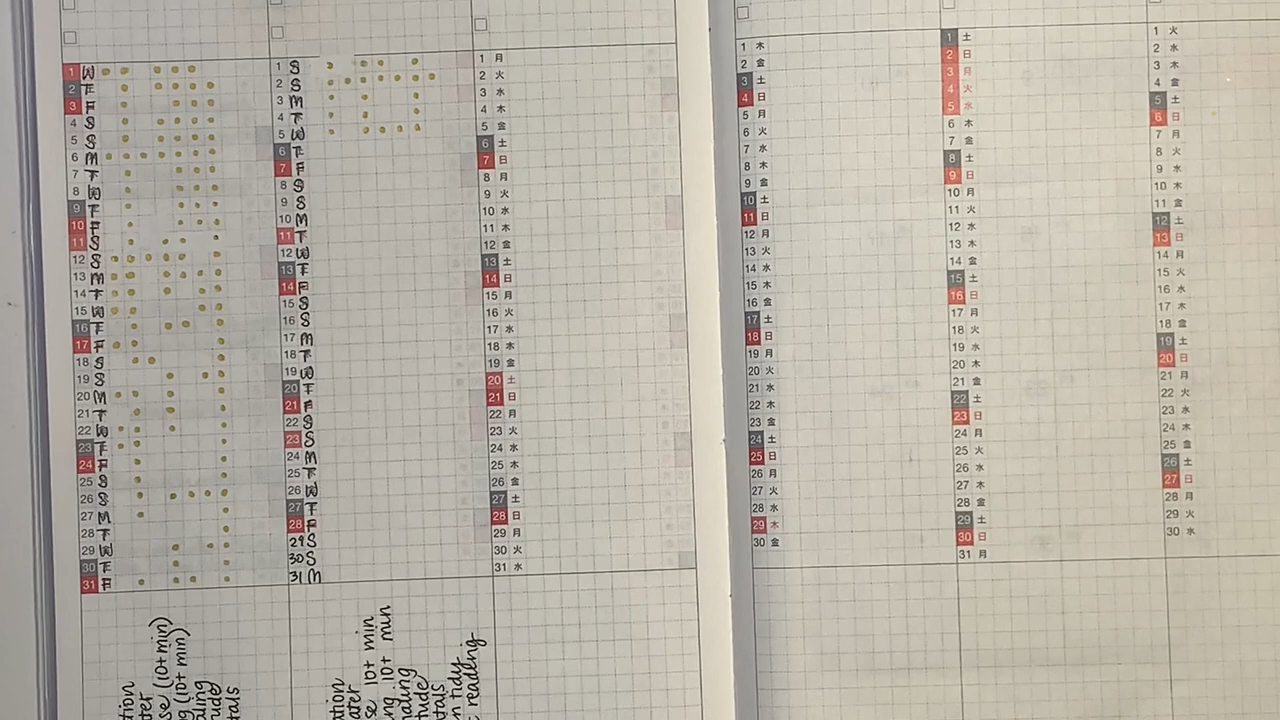 1 W
2 T
3 F
4 S
5 S
6 M
7 T
8 W
9 T
10 F
11 S
12 S
13 M
14 T
15 W
16 T
17 F
18 S
19 S
20 M
21 T
22 W
23 T
24 F
25 S
26 S
27 M
28 T
29 W
30 T
31 F
1 S
2 S
3 M
4 T
5 W
6 T
7 F
8 S
9 S
10 M
11 T
12 W
13 T
14 F
15 S
16 S
17 M
18 T
19 W
20 T
21 F
22 S
23 S
24 M
25 T
26 W
27 T
28 F
29 S
30 S
31 M
1 月
2 火
3 水
4 木
5 金
6 土
7 日
8 月
9 火
10 水
11 木
12 金
13 土
14 日
15 月
16 火
17 水
18 木
19 金
20 土
21 日
22 月
23 火
24 水
25 木
26 金
27 土
28 日
29 月
30 火
31 水
1 木
2 金
3 土
4 日
5 月
6 火
7 水
8 木
9 金
10 土
11 日
12 月
13 火
14 水
15 木
16 金
17 土
18 日
19 月
20 火
21 水
22 木
23 金
24 土
25 日
26 月
27 火
28 水
29 木
30 金
1 土
2 日
3 月
4 火
5 水
6 木
7 金
8 土
9 日
10 月
11 火
12 水
13 木
14 金
15 土
16 日
17 月
18 火
19 水
20 木
21 金
22 土
23 日
24 月
25 火
26 水
27 木
28 金
29 土
30 日
31 月
1 火
2 水
3 木
4 金
5 土
6 日
7 月
8 火
9 水
10 木
11 金
12 土
13 日
14 月
15 火
16 水
17 木
18 金
19 土
20 日
21 月
22 火
23 水
24 木
25 金
26 土
27 日
28 月
29 火
30 水
(10+ min)
(10+ min)
10+ min
10+ min
tidy
reading